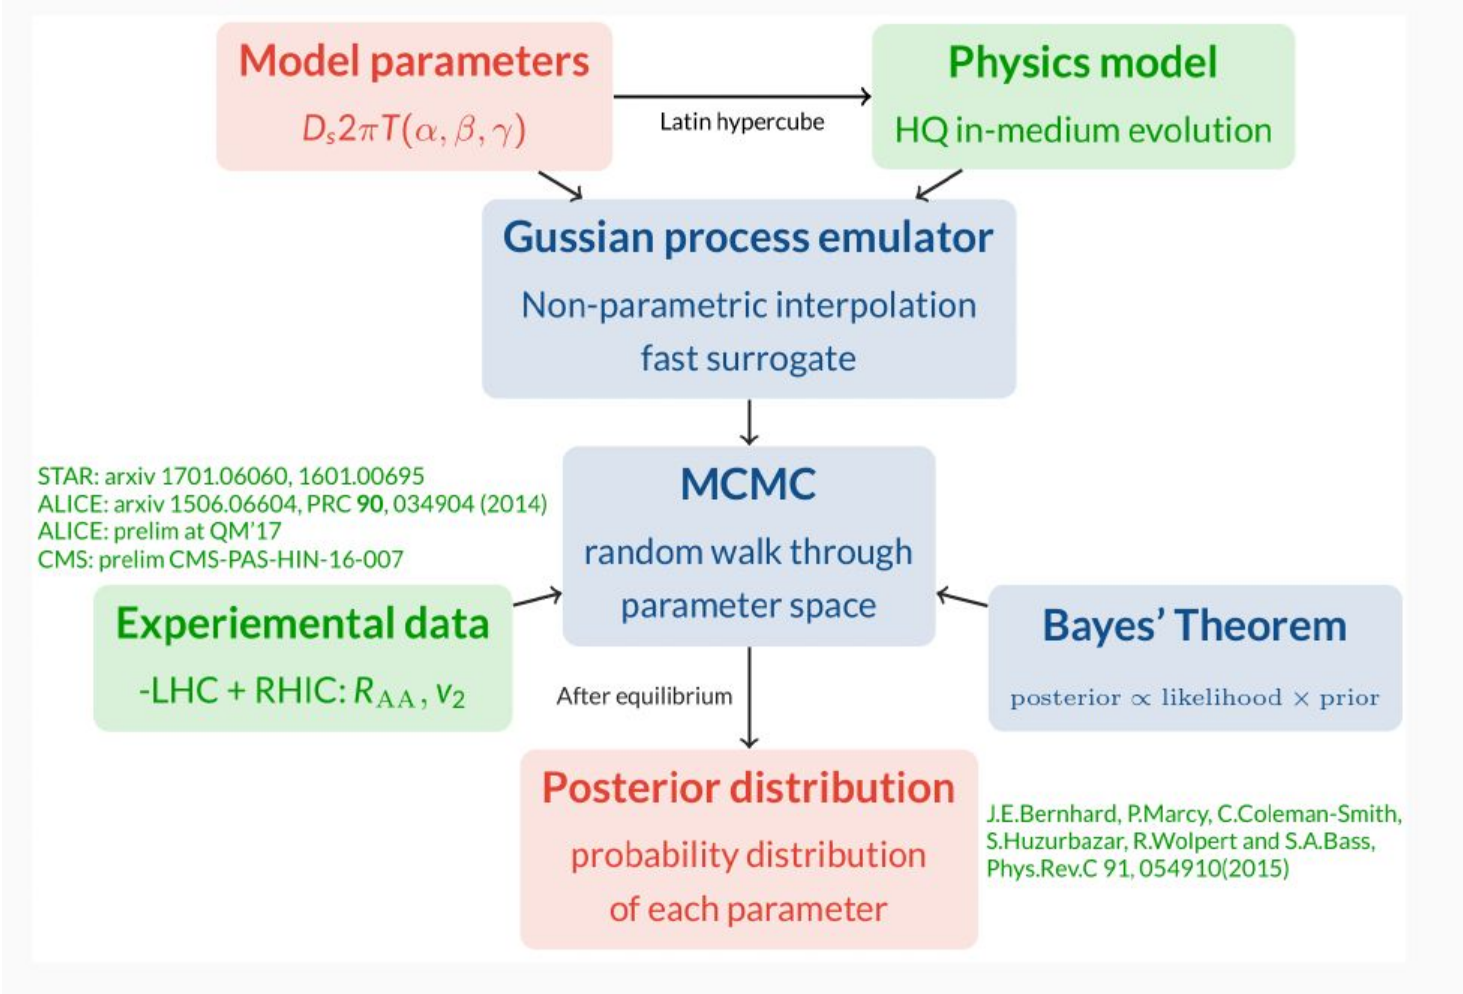 Model parameters
Dₛ2πT(α, β, γ)
Latin hypercube
Physics model
HQ in-medium evolution
Gussian process emulator
Non-parametric interpolation
fast surrogate
STAR: arxiv 1701.06060, 1601.00695
ALICE: arxiv 1506.06604, PRC 90, 034904 (2014)
ALICE: prelim at QM'17
CMS: prelim CMS-PAS-HIN-16-007
MCMC
random walk through
parameter space
Experiemental data
-LHC + RHIC: R_AA, v₂
Bayes' Theorem
posterior ∝ likelihood × prior
After equilibrium
Posterior distribution
probability distribution
of each parameter
J.E.Bernhard, P.Marcy, C.Coleman-Smith,
S.Huzurbazar, R.Wolpert and S.A.Bass,
Phys.Rev.C 91, 054910(2015)